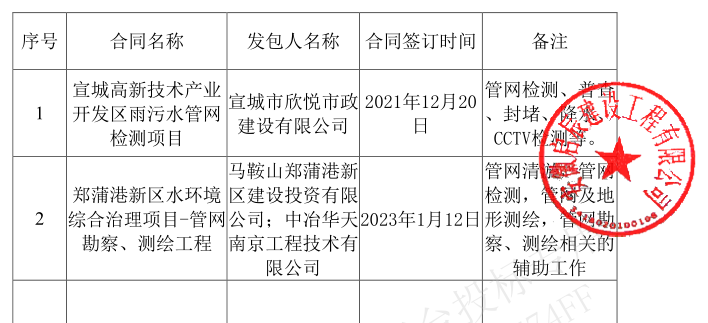 序号 合同名称 发包人名称 合同签订时间 备注
1
宣城高新技术产业
开发区雨污水管网
检测项目
宣城市欣悦市政
建设有限公司
2021年12月20
日
管网检测、普查
、封堵、降水、
CCTV检测等。
2
郑蒲港新区水环境
综合治理项目-管网
勘察、测绘工程
马鞍山郑蒲港新
区建设投资有限
公司；中冶华天
南京工程技术有
限公司
2023年1月12日
管网清淤、管网
检测，管网及地
形测绘，管网勘
察、测绘相关的
辅助工作
建设工程有限公司
台投标
74FF